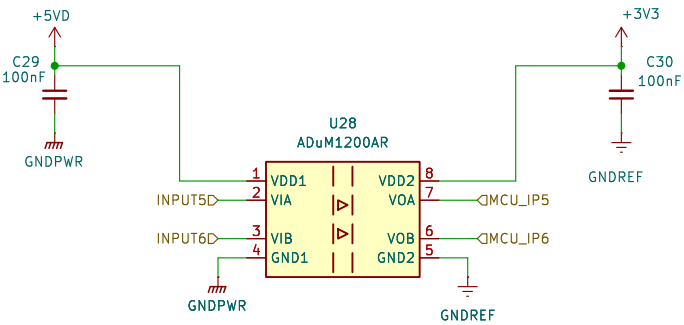 +5VD
+3V3
C29
100nF
C30
100nF
GNDPWR
GNDREF
U28
ADuM1200AR
1
VDD1
VDD2
8
INPUT5
2
VIA
VOA
7
MCU_IP5
INPUT6
3
VIB
VOB
6
MCU_IP6
4
GND1
GND2
5
GNDPWR
GNDREF